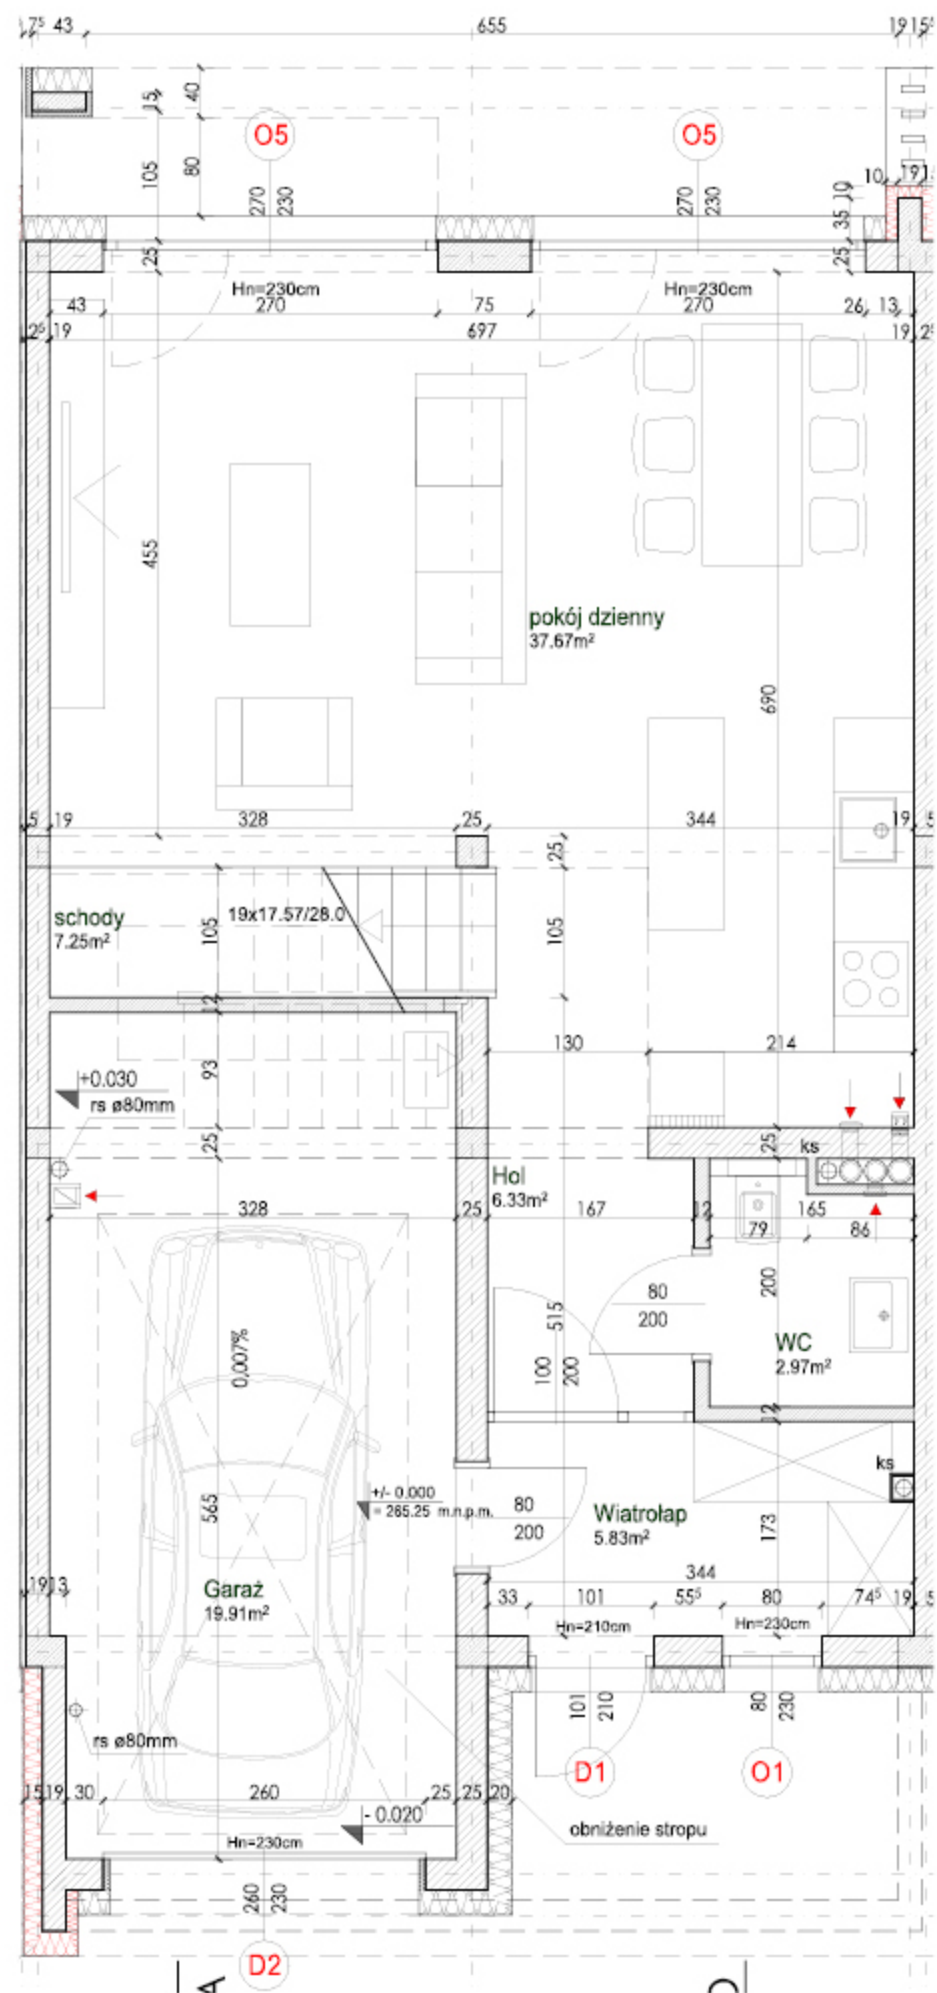 7⁵ 43 655 19 15⁵
15
40
O5 O5
105
80
270
230
270
230
10 19 1
10
35
25
25
Hn=230cm Hn=230cm
43 270 75 270 26 13
2⁵ 19 697 19 2⁵
455
pokój dzienny
37.67m²
690
5 19 328 25 344 19 5
25
schody
7.25m²
19x17.57/28.0
105
105
12
130 214
93
+0.030
rs ø80mm
25
25
ks
Hol
6.33m²
328 25 167 12 165
79 86
80
200
200
515
100
200
0,007%
WC
2.97m²
12
ks
+/- 0.000
= 265.25 m.n.p.m.
565
80
200
Wiatrołap
5.83m²
173
Garaż
19.91m²
19 13
344
33 101 55⁵ 80 74⁵ 19 5
Hn=210cm Hn=230cm
101
210
80
230
rs ø80mm
D1 O1
15 19 30 260 25 25 20
- 0.020
obniżenie stropu
Hn=230cm
260
230
D2
A